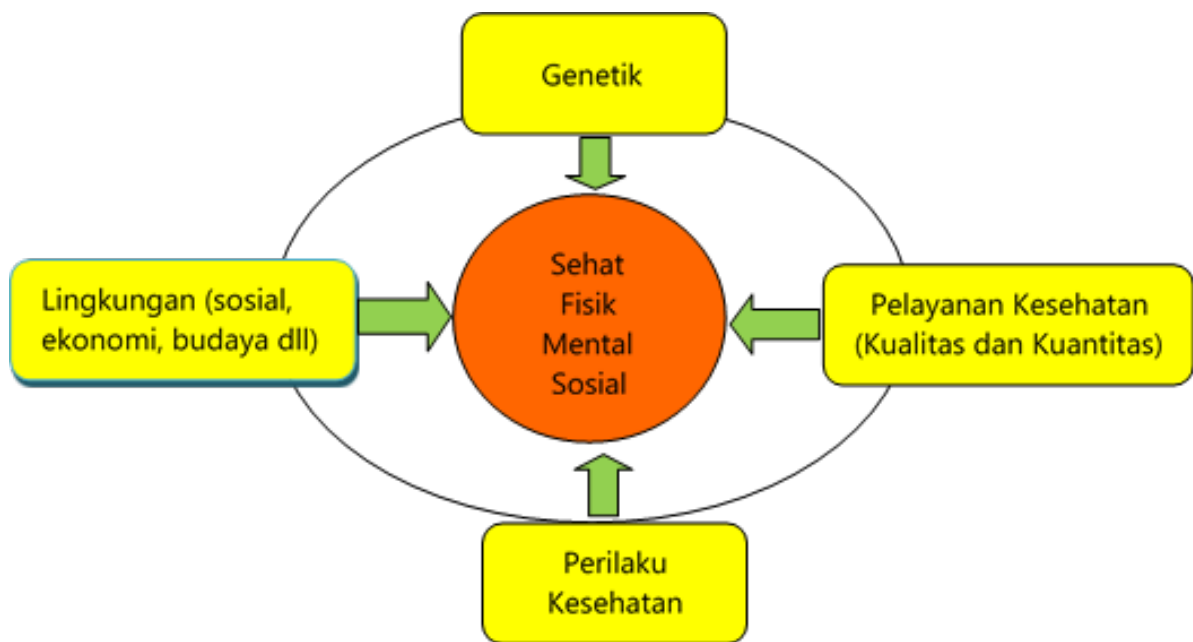 Genetik
Lingkungan (sosial,
ekonomi, budaya dll)
Sehat
Fisik
Mental
Sosial
Pelayanan Kesehatan
(Kualitas dan Kuantitas)
Perilaku
Kesehatan